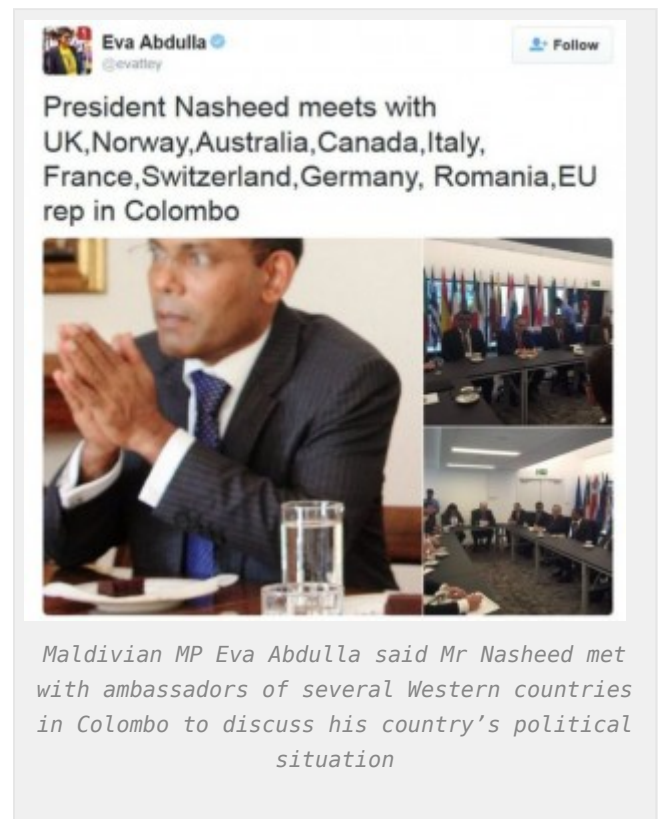 Eva Abdulla
@evattey
Follow
President Nasheed meets with
UK,Norway,Australia,Canada,Italy,
France,Switzerland,Germany, Romania,EU
rep in Colombo
Maldivian MP Eva Abdulla said Mr Nasheed met
with ambassadors of several Western countries
in Colombo to discuss his country’s political
situation